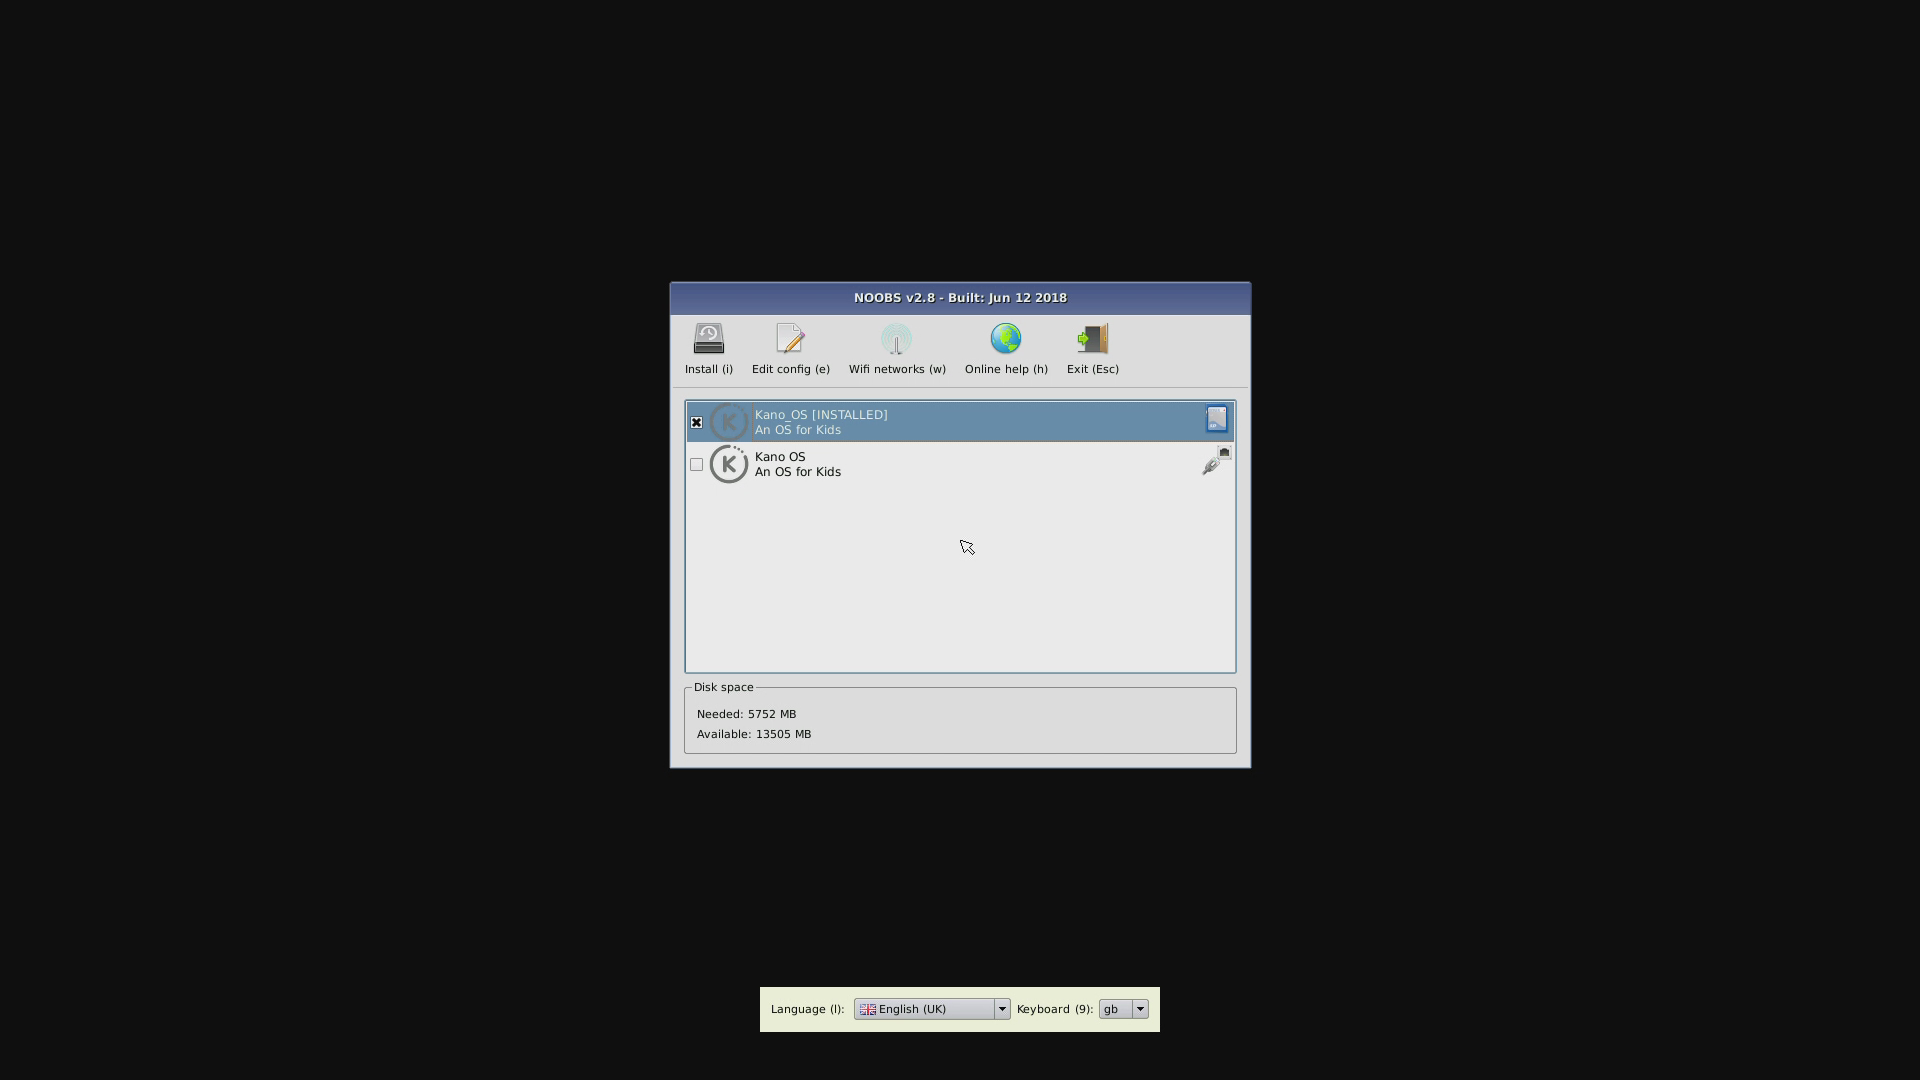 NOOBS v2.8 - Built: Jun 12 2018
Install (i) Edit config (e) Wifi networks (w) Online help (h) Exit (Esc)
Kano_OS [INSTALLED]
An OS for Kids
Kano OS
An OS for Kids
Disk space
Needed: 5752 MB
Available: 13505 MB
Language (l): English (UK) Keyboard (9): gb